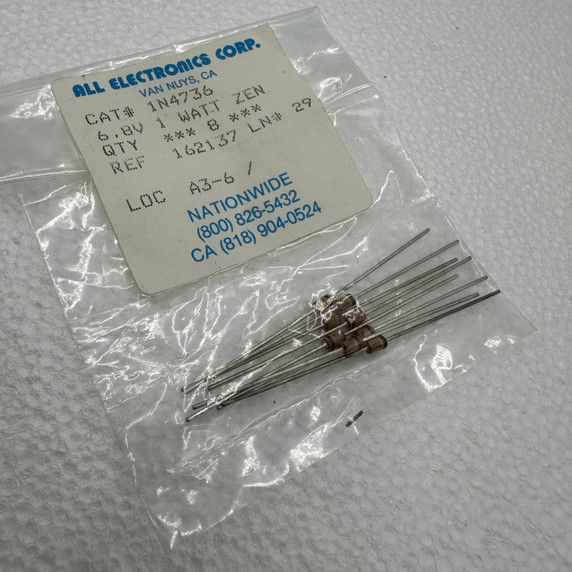 ALL ELECTRONICS CORP.
VAN NUYS, CA
CAT# 1N4736
6.8V 1 WATT ZEN
QTY *** 8 ***
REF 162137 LN# 29
LOC A3-6 /
NATIONWIDE
(800) 826-5432
CA (818) 904-0524